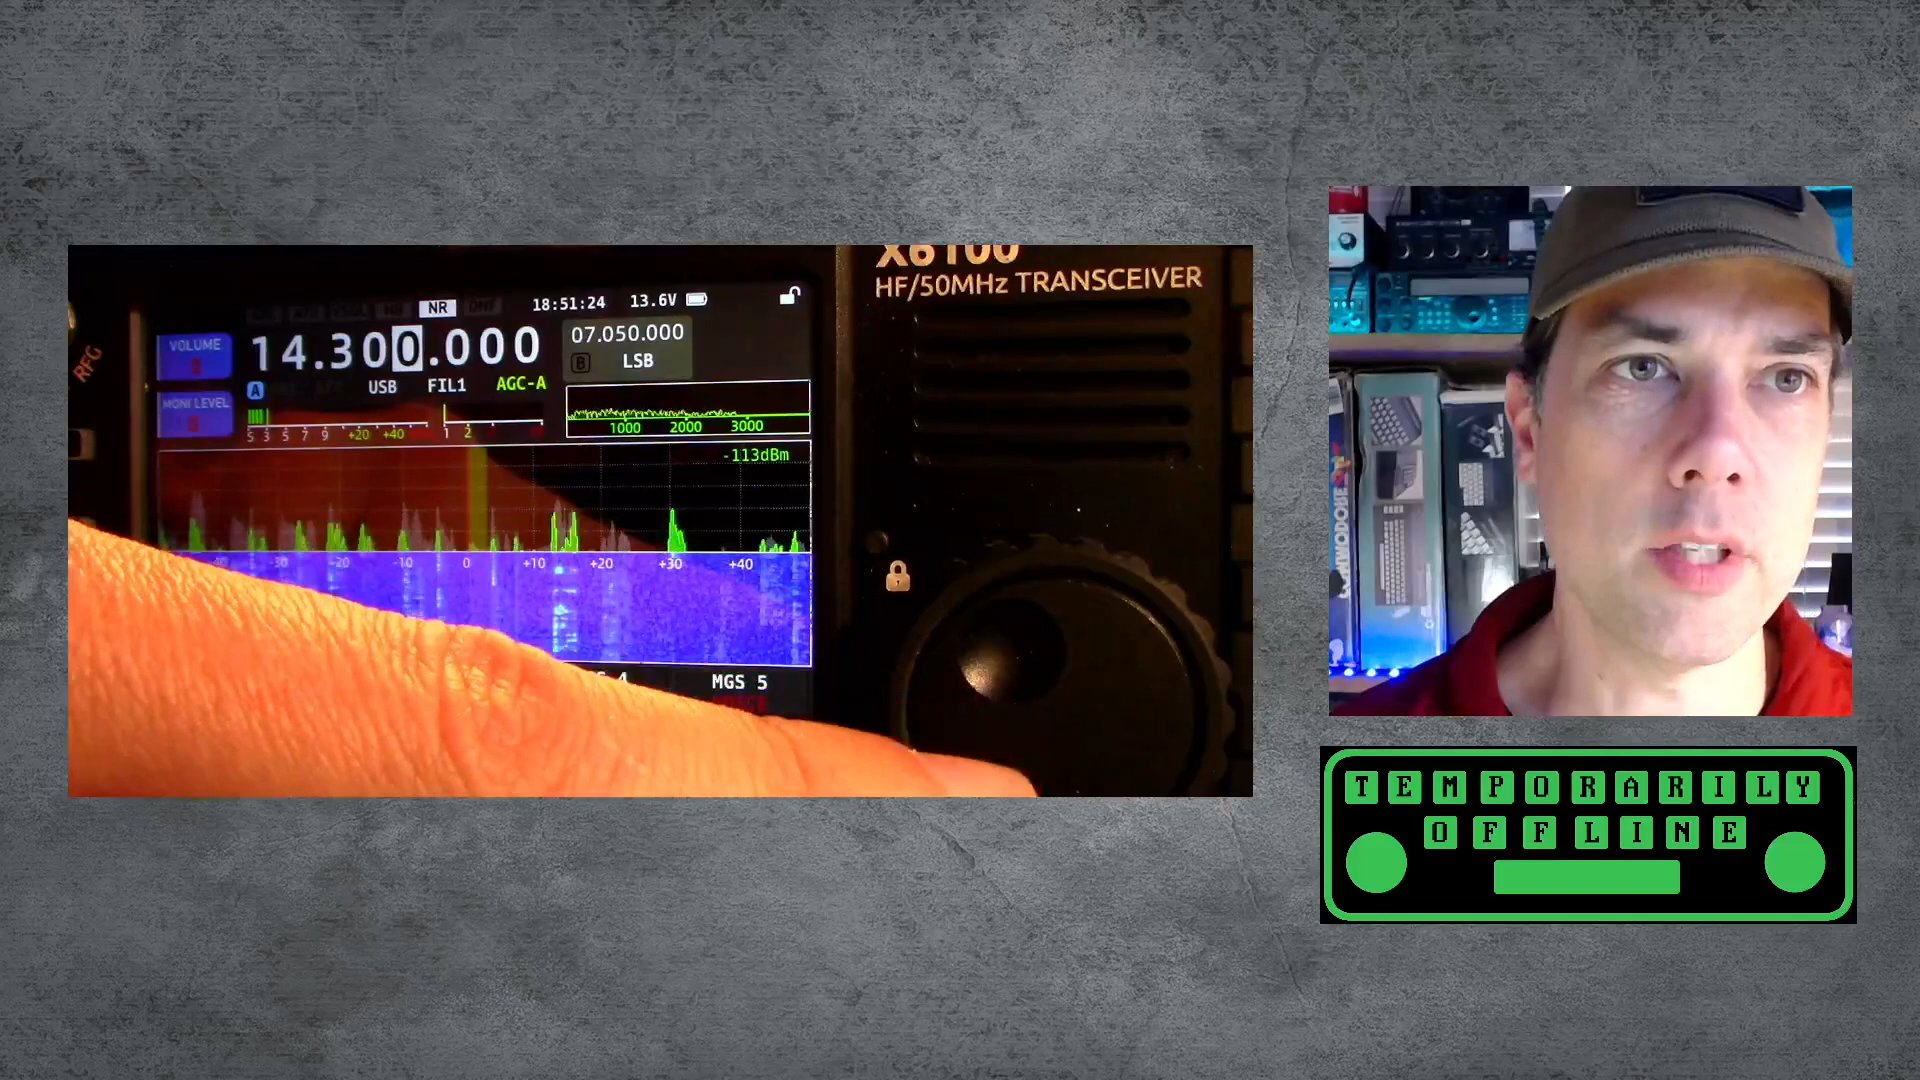 X6100
HF/50MHz TRANSCEIVER
RFG
NR
18:51:24 13.6V
VOLUME
14.300.000
07.050.000
B LSB
A USB FIL1 AGC-A
MONI LEVEL
S 3 5 7 9 +20 +40 1 2
1000 2000 3000
-113dBm
-30 -20 -10 0 +10 +20 +30 +40
MGS 5
TEMPORARILY
OFFLINE